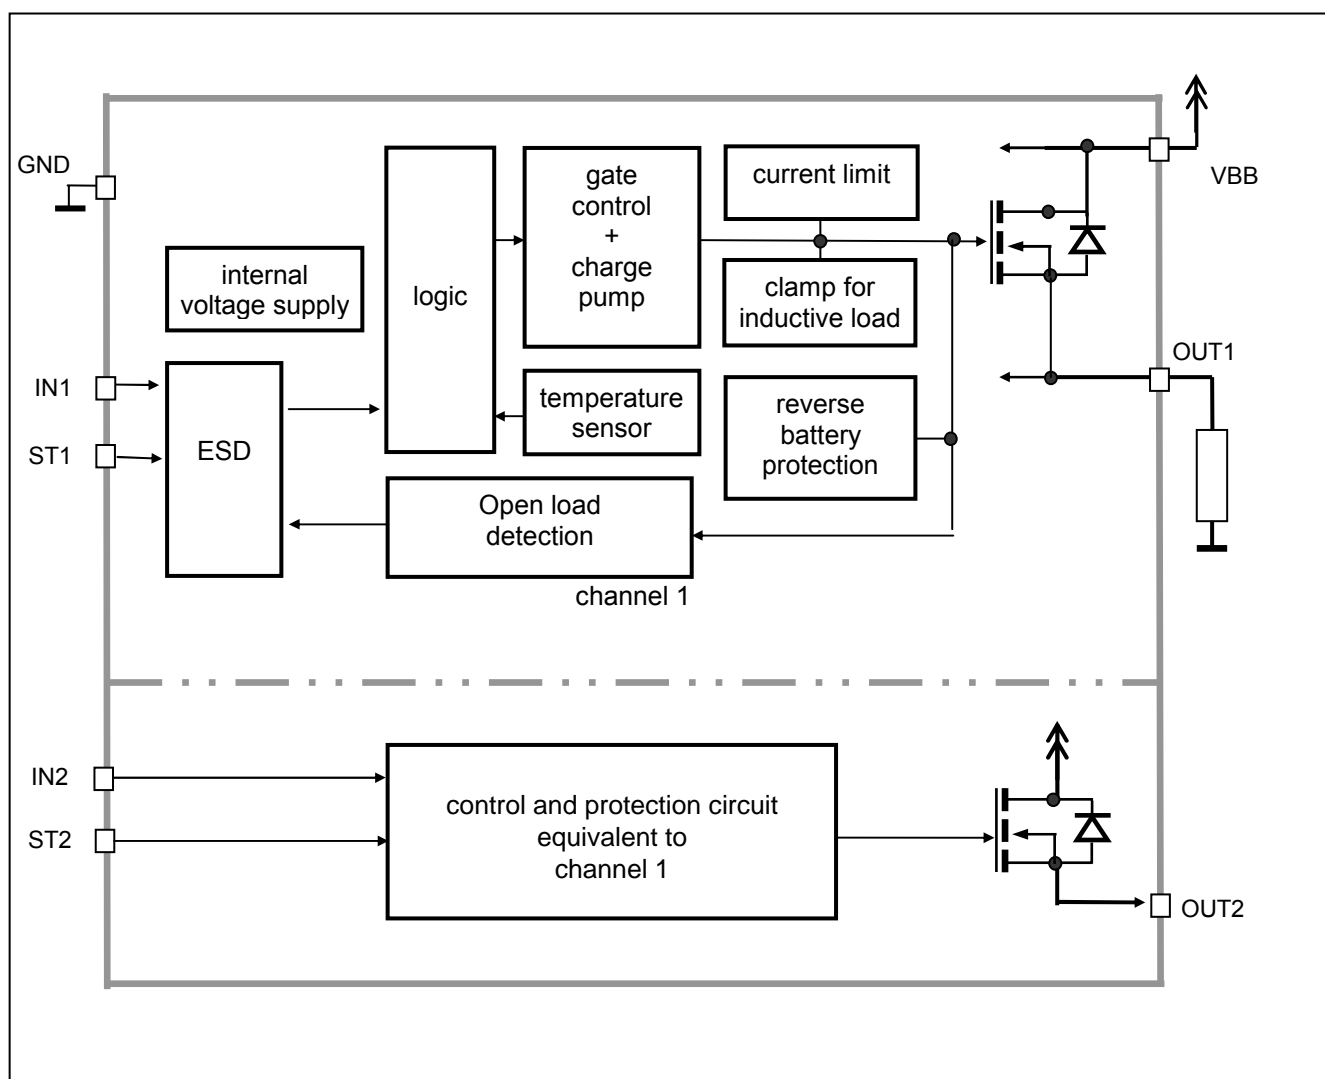 GND
VBB
gate
control
+
charge
pump
current limit
internal
voltage supply
logic
clamp for
inductive load
OUT1
IN1
ST1
ESD
temperature
sensor
reverse
battery
protection
Open load
detection
channel 1
IN2
ST2
control and protection circuit
equivalent to
channel 1
OUT2